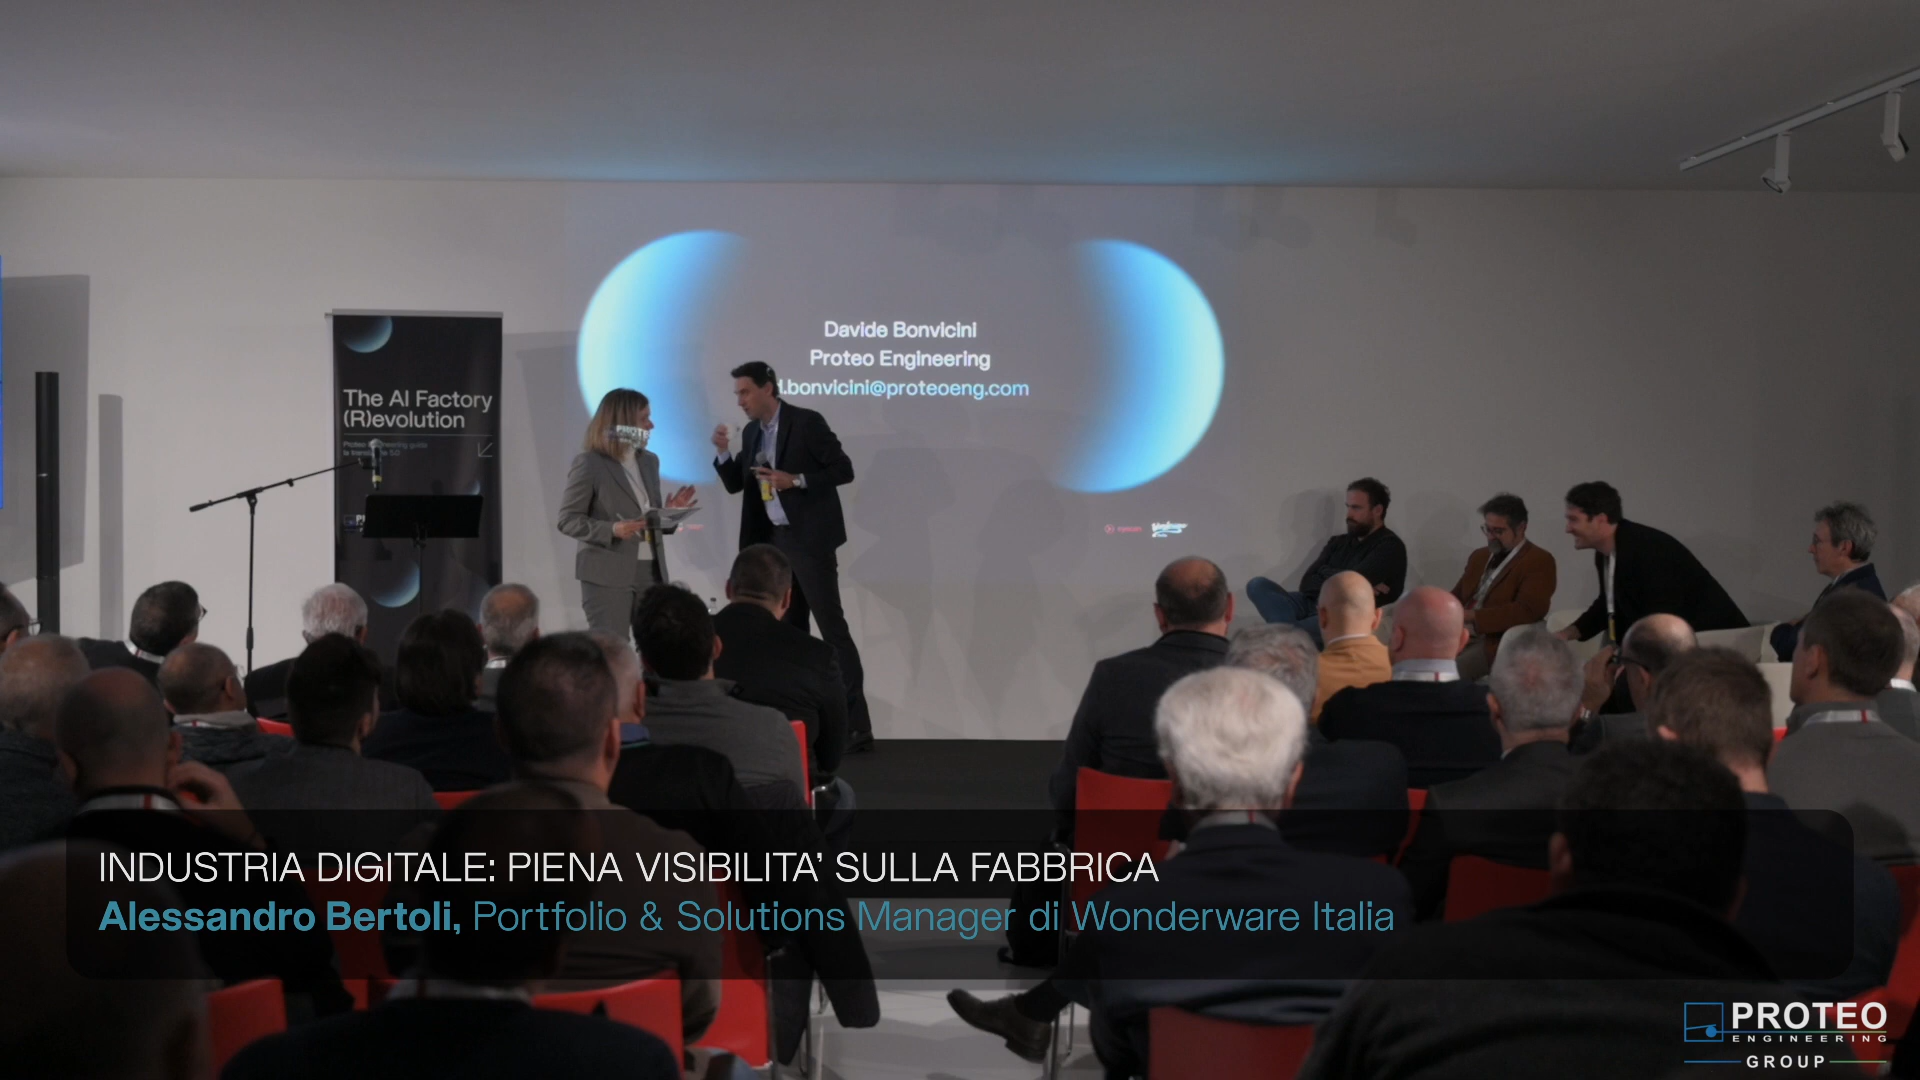 Davide Bonvicini
Proteo Engineering
d.bonvicini@proteoeng.com
The AI Factory
(R)evolution
PROTEO
INDUSTRIA DIGITALE: PIENA VISIBILITA’ SULLA FABBRICA
Alessandro Bertoli, Portfolio & Solutions Manager di Wonderware Italia
PROTEO
ENGINEERING
GROUP